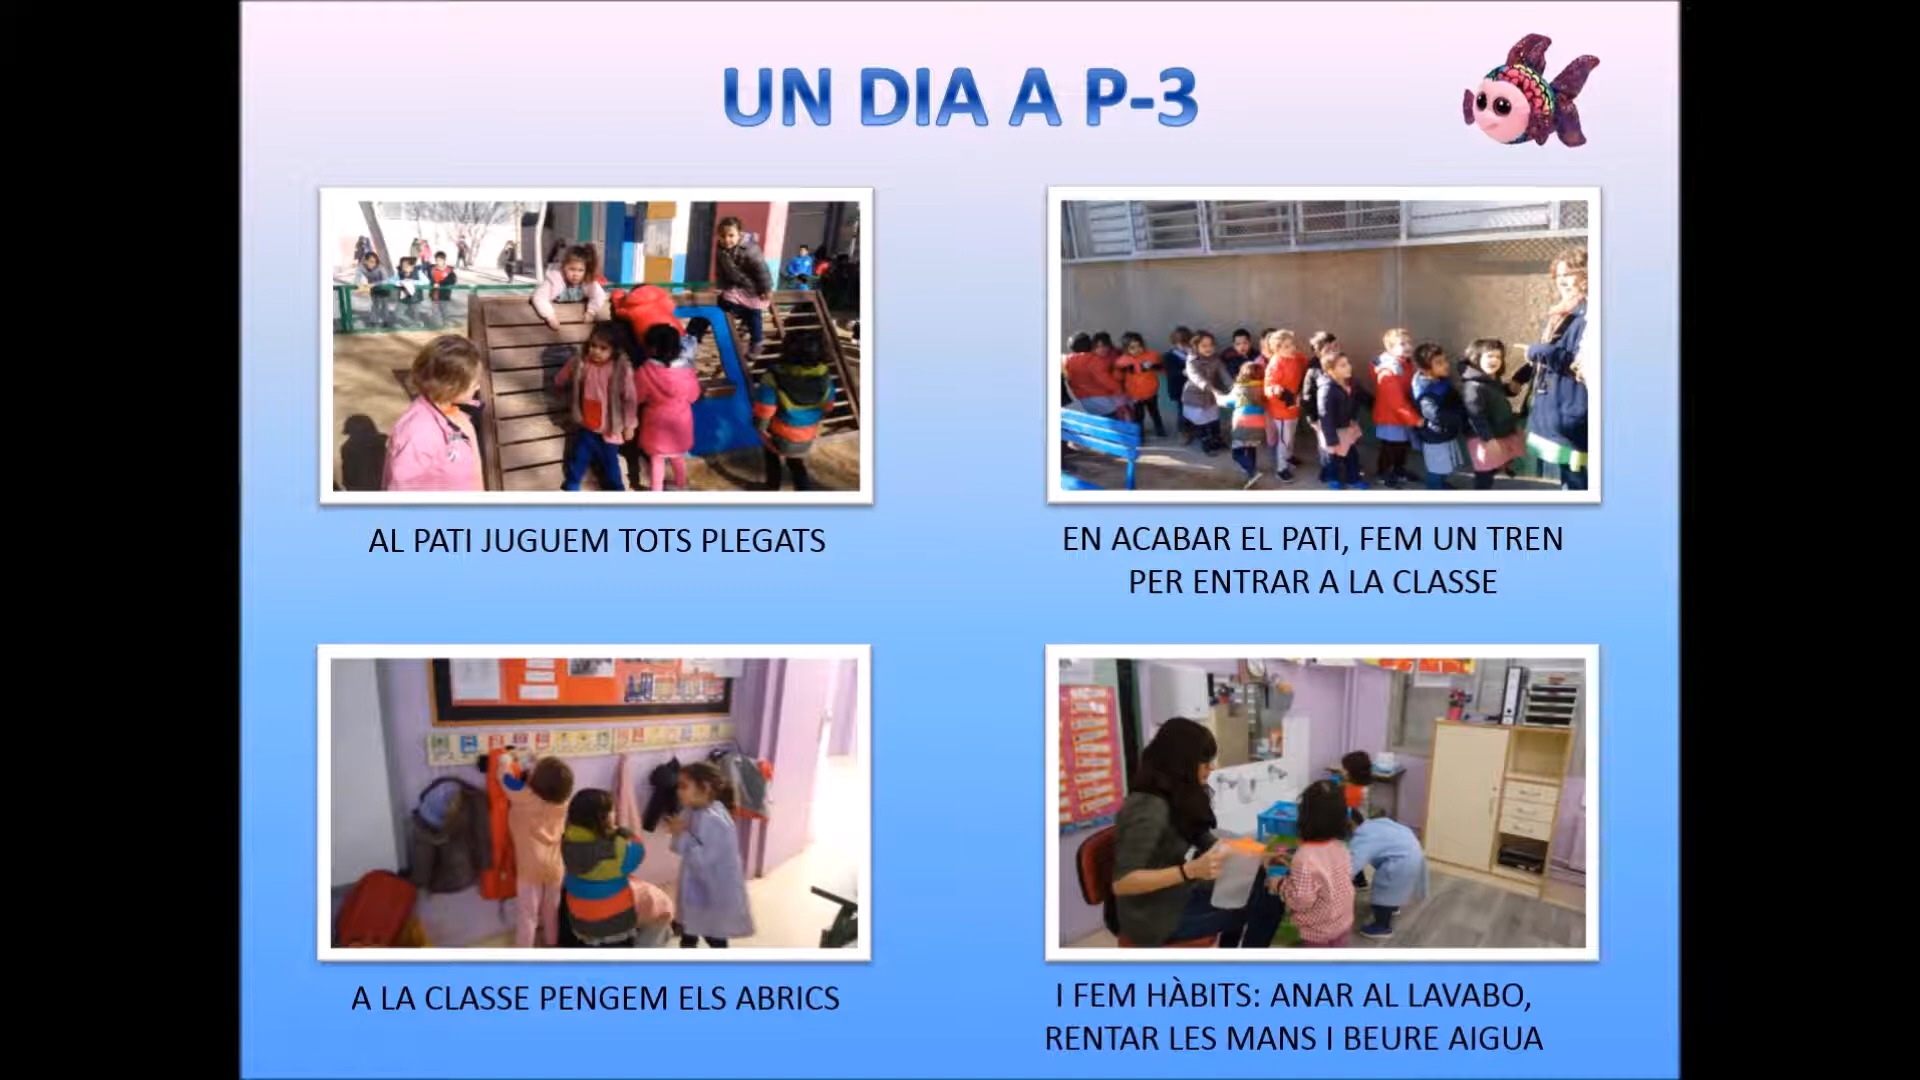 UN DIA A P-3
AL PATI JUGUEM TOTS PLEGATS
EN ACABAR EL PATI, FEM UN TREN
PER ENTRAR A LA CLASSE
A LA CLASSE PENGEM ELS ABRICS
I FEM HÀBITS: ANAR AL LAVABO,
RENTAR LES MANS I BEURE AIGUA